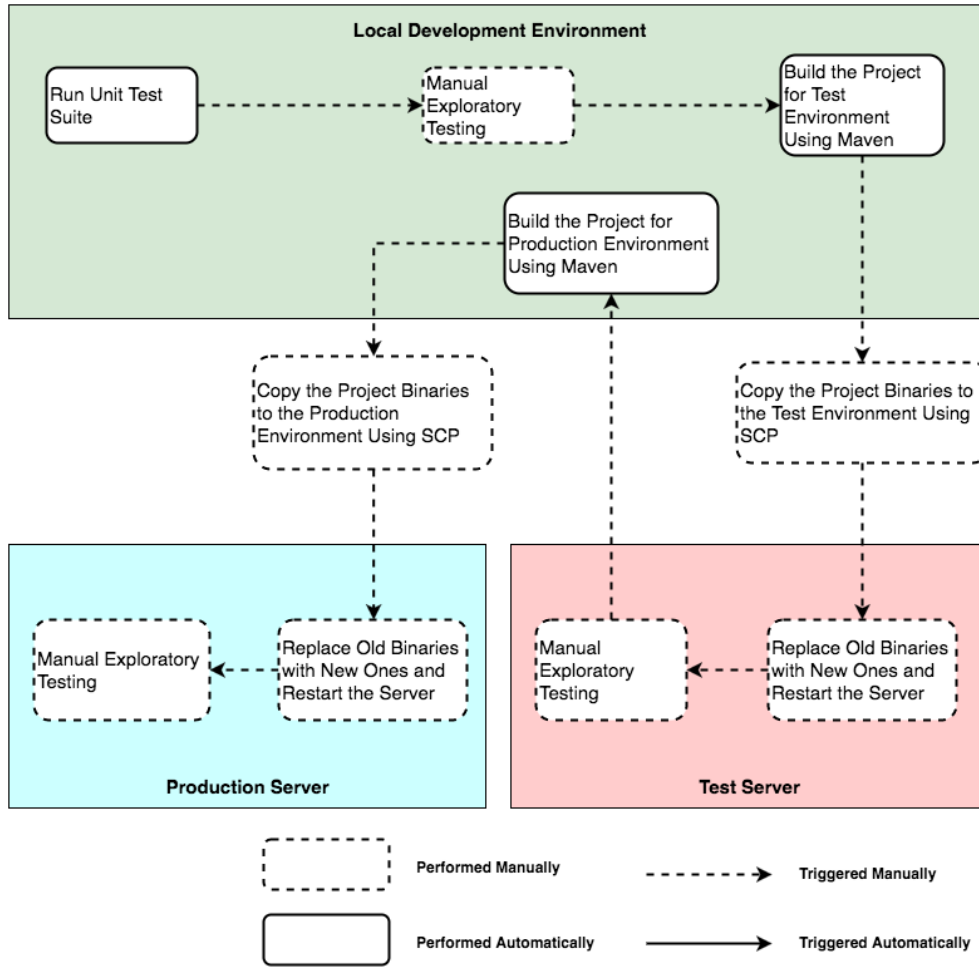 Local Development Environment
Run Unit Test
Suite
Manual
Exploratory
Testing
Build the Project
for Test
Environment
Using Maven
Build the Project for
Production Environment
Using Maven
Copy the Project Binaries
to the Production
Environment Using SCP
Copy the Project Binaries to
the Test Environment Using
SCP
Manual Exploratory
Testing
Replace Old Binaries
with New Ones and
Restart the Server
Production Server
Manual
Exploratory
Testing
Replace Old Binaries
with New Ones and
Restart the Server
Test Server
Performed Manually
Triggered Manually
Performed Automatically
Triggered Automatically